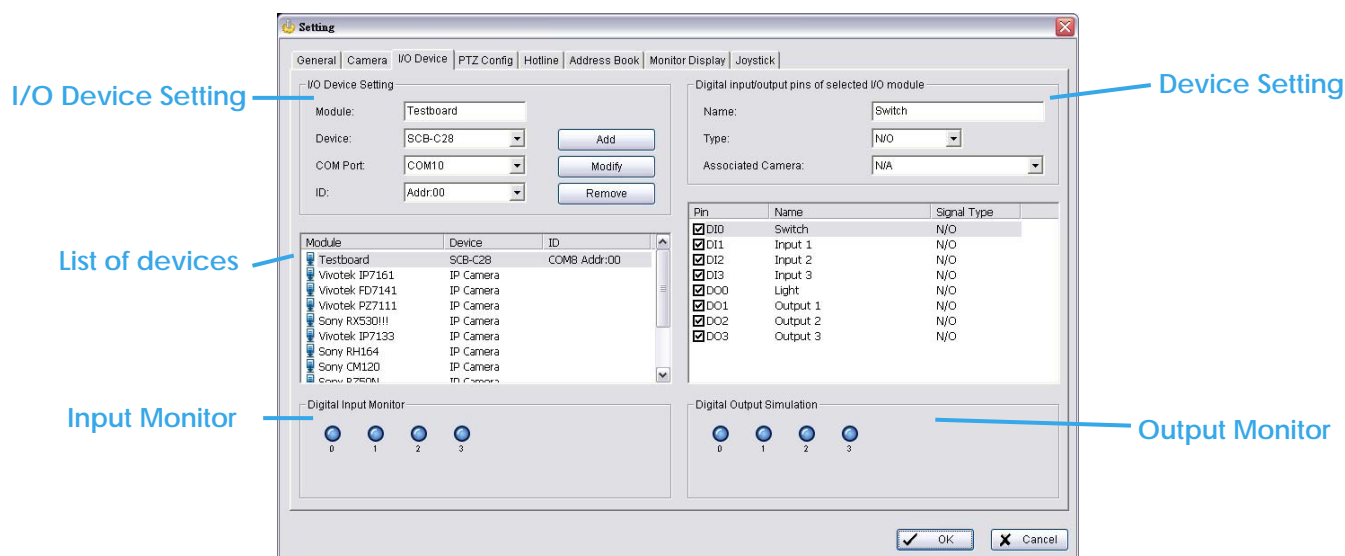 Setting
General Camera I/O Device PTZ Config Hotline Address Book Monitor Display Joystick
I/O Device Setting
I/O Device Setting
Module: Testboard
Device: SCB-C28 Add
COM Port: COM10 Modify
ID: Addr:00 Remove
Digital input/output pins of selected I/O module
Device Setting
Name: Switch
Type: N/O
Associated Camera: N/A
List of devices
Module Device ID
Testboard SCB-C28 COM8 Addr:00
Vivotek IP7161 IP Camera
Vivotek FD7141 IP Camera
Vivotek PZ7111 IP Camera
Sony RX530!!! IP Camera
Vivotek IP7133 IP Camera
Sony RH164 IP Camera
Sony CM120 IP Camera
Sony RZ50N IP Camera
Pin Name Signal Type
DI0 Switch N/O
DI1 Input 1 N/O
DI2 Input 2 N/O
DI3 Input 3 N/O
DO0 Light N/O
DO1 Output 1 N/O
DO2 Output 2 N/O
DO3 Output 3 N/O
Input Monitor
Digital Input Monitor
0 1 2 3
Digital Output Simulation
0 1 2 3
Output Monitor
OK Cancel